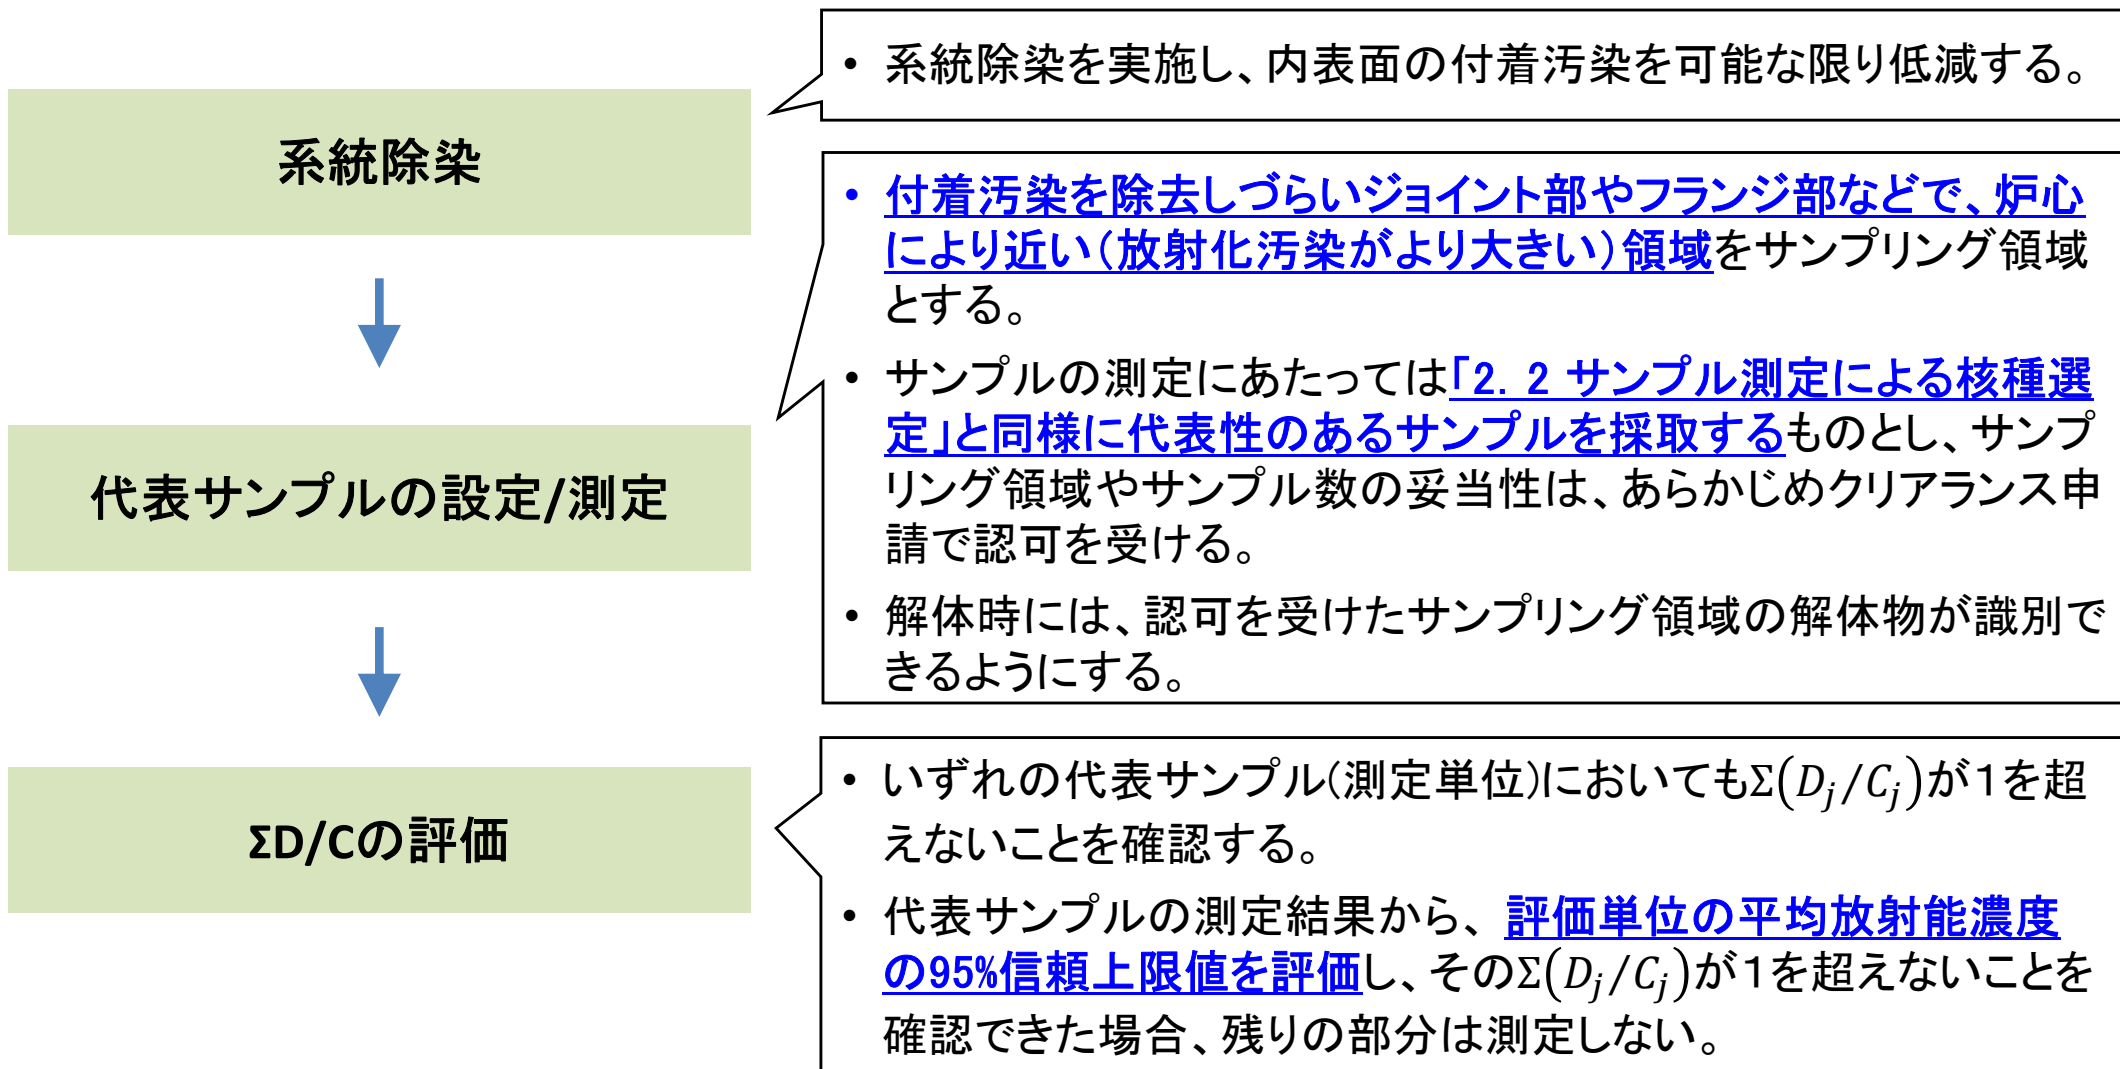 系統除染
• 系統除染を実施し、内表面の付着汚染を可能な限り低減する。
代表サンプルの設定/測定
• 付着汚染を除去しづらいジョイント部やフランジ部などで、炉心
により近い（放射化汚染がより大きい）領域をサンプリング領域
とする。
• サンプルの測定にあたっては「２．２ サンプル測定による核種選
定」と同様に代表性のあるサンプルを採取するものとし、サンプ
リング領域やサンプル数の妥当性は、あらかじめクリアランス申
請で認可を受ける。
• 解体時には、認可を受けたサンプリング領域の解体物が識別で
きるようにする。
ΣD/Cの評価
• いずれの代表サンプル(測定単位)においてもΣ(D_j/C_j)が１を超
えないことを確認する。
• 代表サンプルの測定結果から、評価単位の平均放射能濃度
の95%信頼上限値を評価し、そのΣ(D_j/C_j)が１を超えないことを
確認できた場合、残りの部分は測定しない。